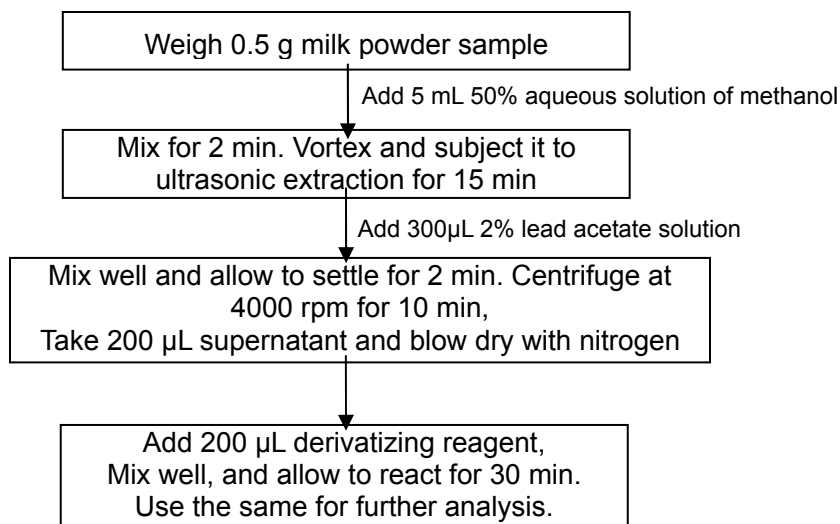 Weigh 0.5 g milk powder sample
Add 5 mL 50% aqueous solution of methanol
Mix for 2 min. Vortex and subject it to
ultrasonic extraction for 15 min
Add 300µL 2% lead acetate solution
Mix well and allow to settle for 2 min. Centrifuge at
4000 rpm for 10 min,
Take 200 µL supernatant and blow dry with nitrogen
Add 200 µL derivatizing reagent,
Mix well, and allow to react for 30 min.
Use the same for further analysis.